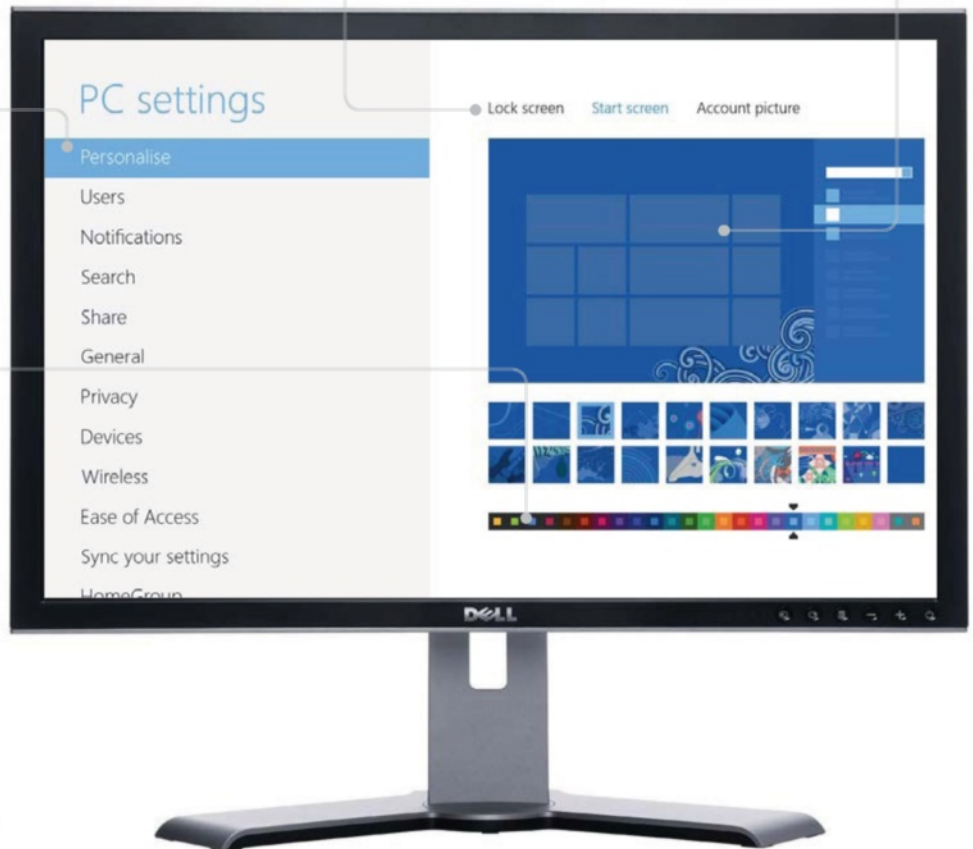 PC settings
Lock screen Start screen Account picture
Personalise
Users
Notifications
Search
Share
General
Privacy
Devices
Wireless
Ease of Access
Sync your settings
HomeGroup
DELL